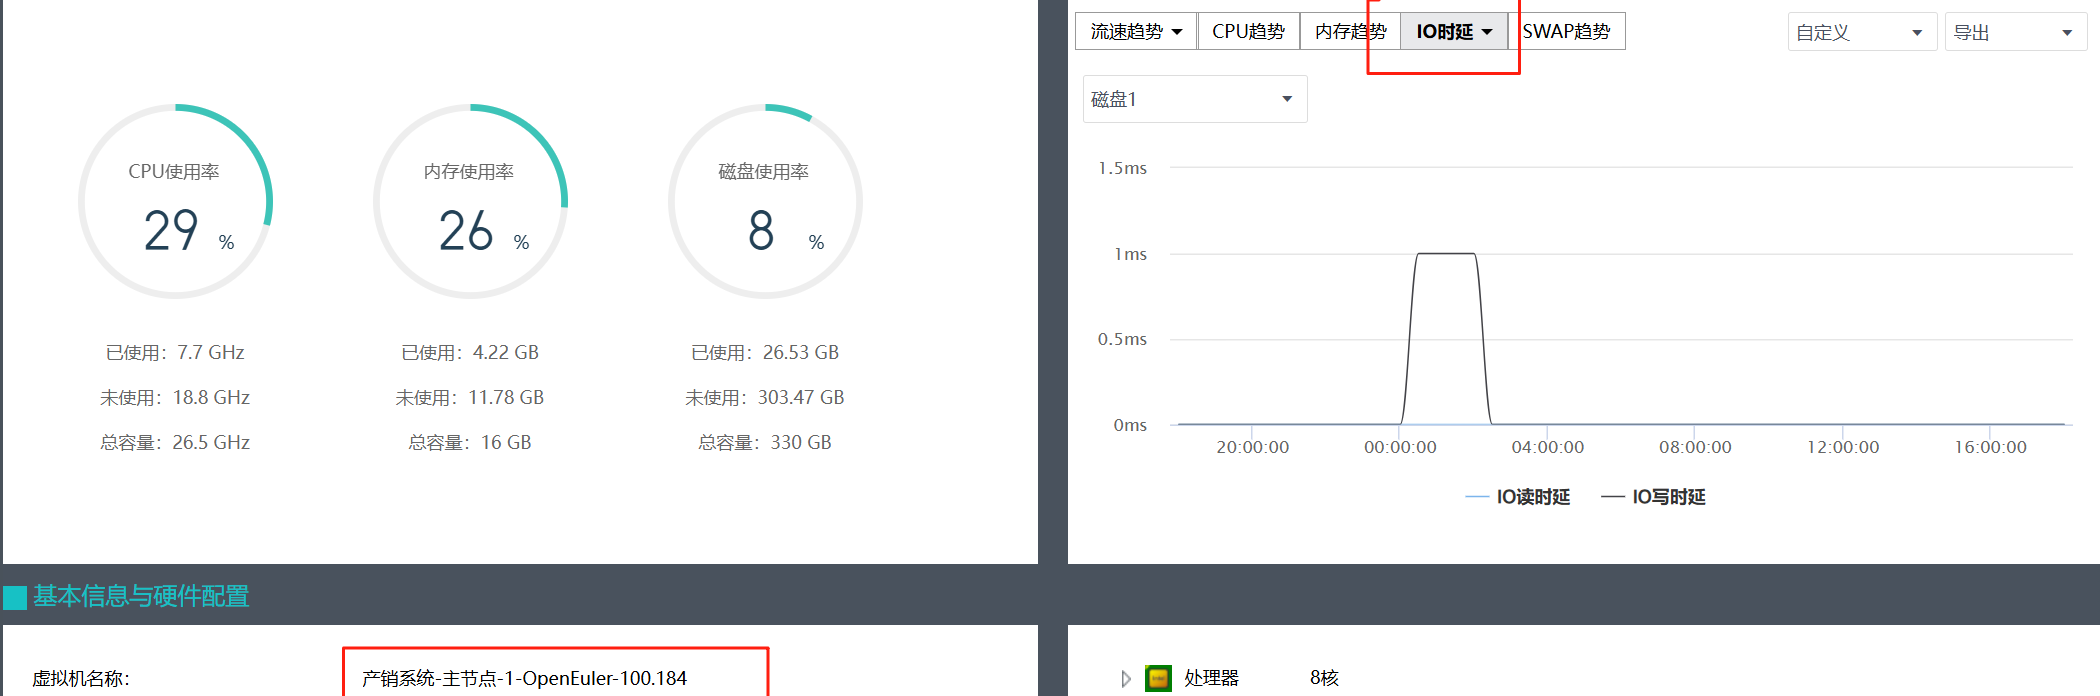 CPU使用率
29 %
已使用：7.7 GHz
未使用：18.8 GHz
总容量：26.5 GHz
内存使用率
26 %
已使用：4.22 GB
未使用：11.78 GB
总容量：16 GB
磁盘使用率
8 %
已使用：26.53 GB
未使用：303.47 GB
总容量：330 GB
流速趋势 CPU趋势 内存趋势 IO时延 SWAP趋势 自定义 导出
磁盘1
1.5ms
1ms
0.5ms
0ms
20:00:00 00:00:00 04:00:00 08:00:00 12:00:00 16:00:00
IO读时延 IO写时延
基本信息与硬件配置
虚拟机名称： 产销系统-主节点-1-OpenEuler-100.184
处理器 8核